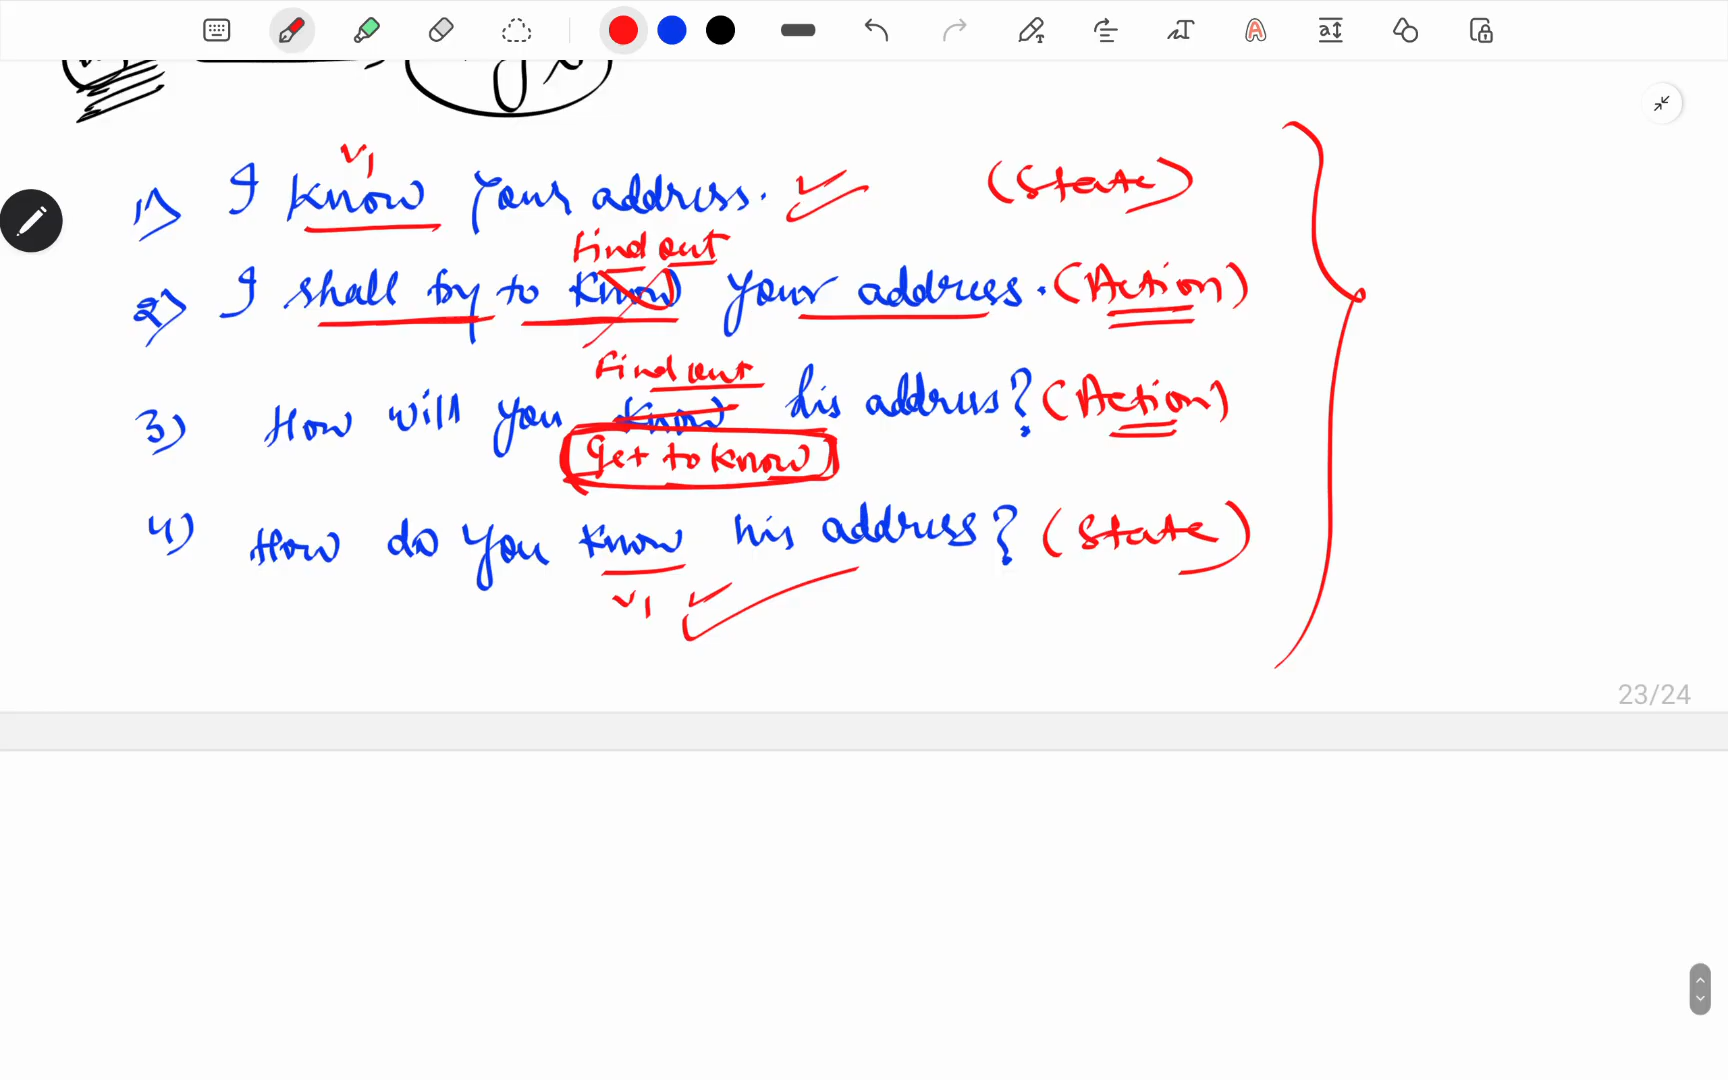 V1
1) I know your address. (State)
Find out
2) I shall try to know your address. (Action)
Find out
3) How will you know his address? (Action)
Get to know
4) How do you know his address? (State)
V1
23/24